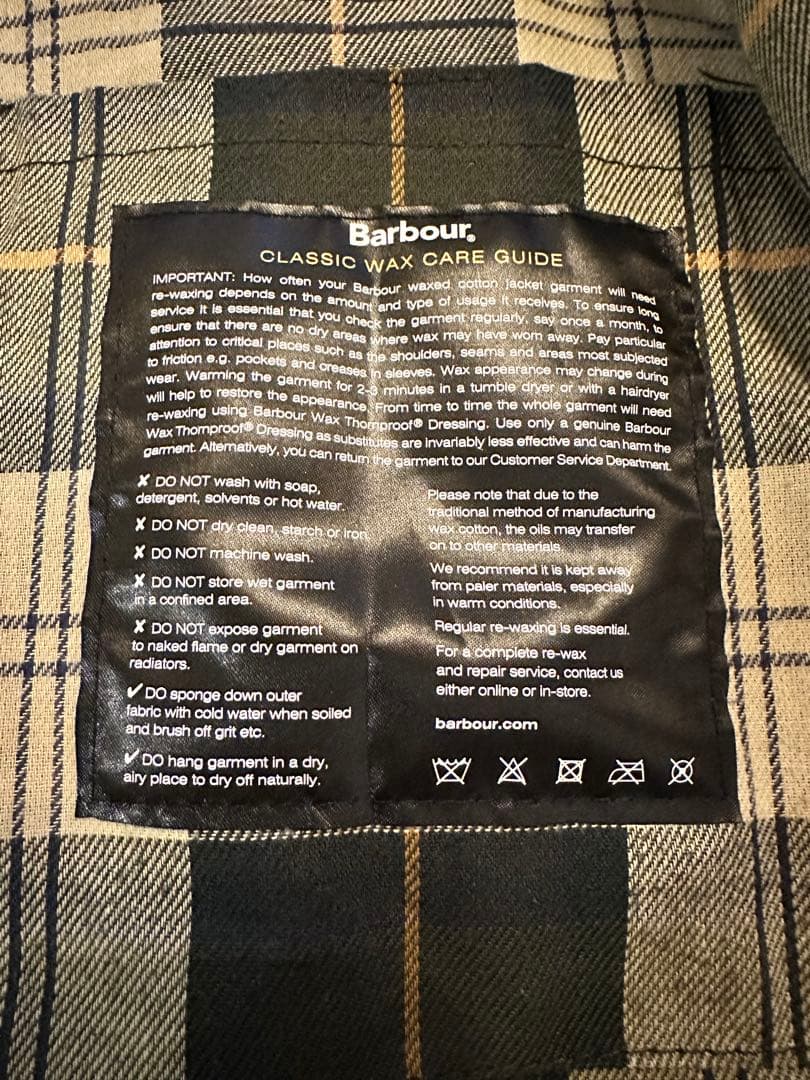 Barbour®
CLASSIC WAX CARE GUIDE
IMPORTANT: How often your Barbour waxed cotton jacket garment will need
re-waxing depends on the amount and type of usage it receives. To ensure long
service it is essential that you check the garment regularly, say once a month, to
ensure that there are no dry areas where wax may have worn away. Pay particular
attention to critical places such as the shoulders, seams and areas most subjected
to friction e.g. pockets and creases in sleeves. Wax appearance may change during
wear. Warming the garment for 2-3 minutes in a tumble dryer or with a hairdryer
will help to restore the appearance. From time to time the whole garment will need
re-waxing using Barbour Wax Thornproof® Dressing. Use only a genuine Barbour
Wax Thornproof® Dressing as substitutes are invariably less effective and can harm the
garment. Alternatively, you can return the garment to our Customer Service Department.
✘ DO NOT wash with soap,
detergent, solvents or hot water.
✘ DO NOT dry clean, starch or iron.
✘ DO NOT machine wash.
✘ DO NOT store wet garment
in a confined area.
✘ DO NOT expose garment
to naked flame or dry garment on
radiators.
✔ DO sponge down outer
fabric with cold water when soiled
and brush off grit etc.
✔ DO hang garment in a dry,
airy place to dry off naturally.
Please note that due to the
traditional method of manufacturing
wax cotton, the oils may transfer
on to other materials.
We recommend it is kept away
from paler materials, especially
in warm conditions.
Regular re-waxing is essential.
For a complete re-wax
and repair service, contact us
either online or in-store.
barbour.com